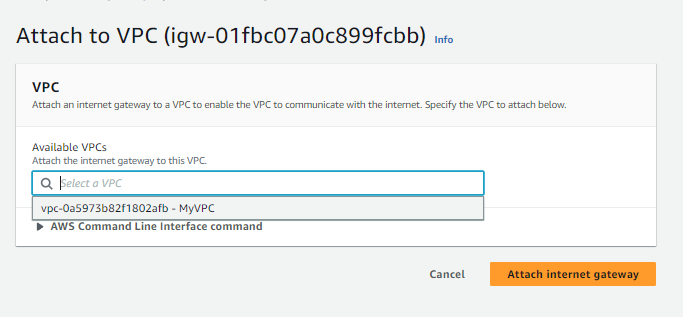 Attach to VPC (igw-01fbc07a0c899fcbb) Info
VPC
Attach an internet gateway to a VPC to enable the VPC to communicate with the internet. Specify the VPC to attach below.
Available VPCs
Attach the internet gateway to this VPC.
Select a VPC
vpc-0a5973b82f1802afb - MyVPC
AWS Command Line Interface command
Cancel
Attach internet gateway